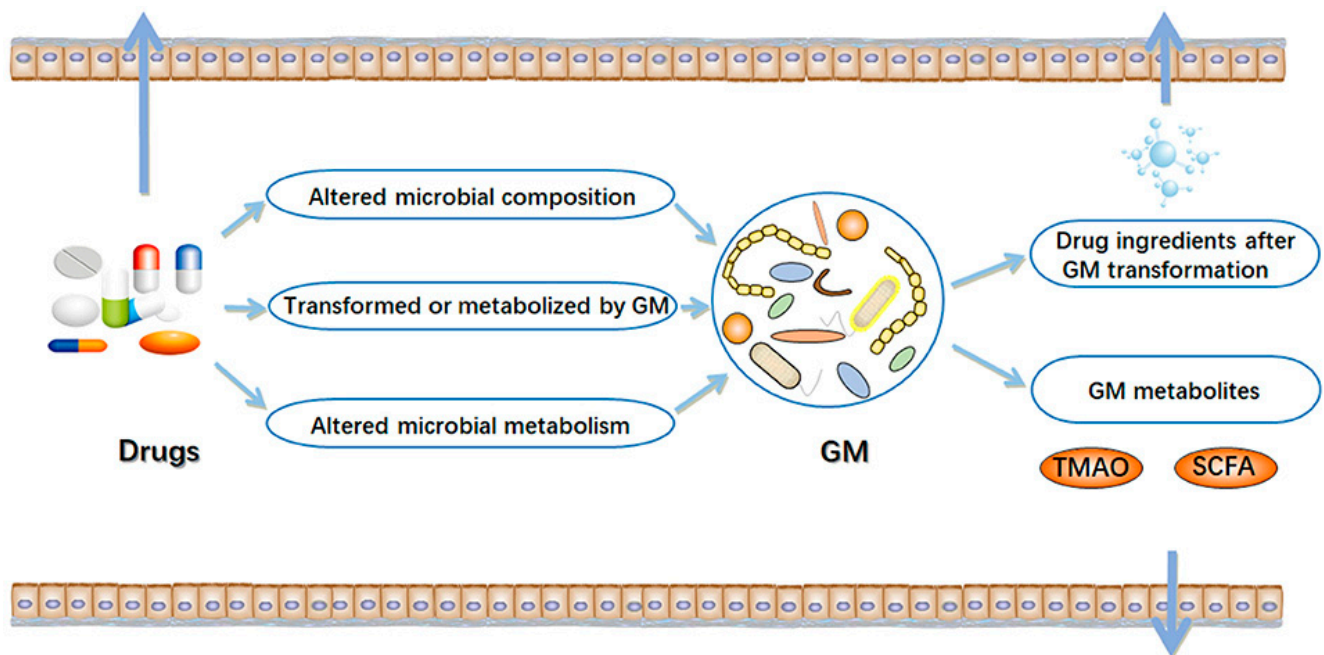 Altered microbial composition
Transformed or metabolized by GM
Altered microbial metabolism
Drugs
GM
Drug ingredients after
GM transformation
GM metabolites
TMAO
SCFA